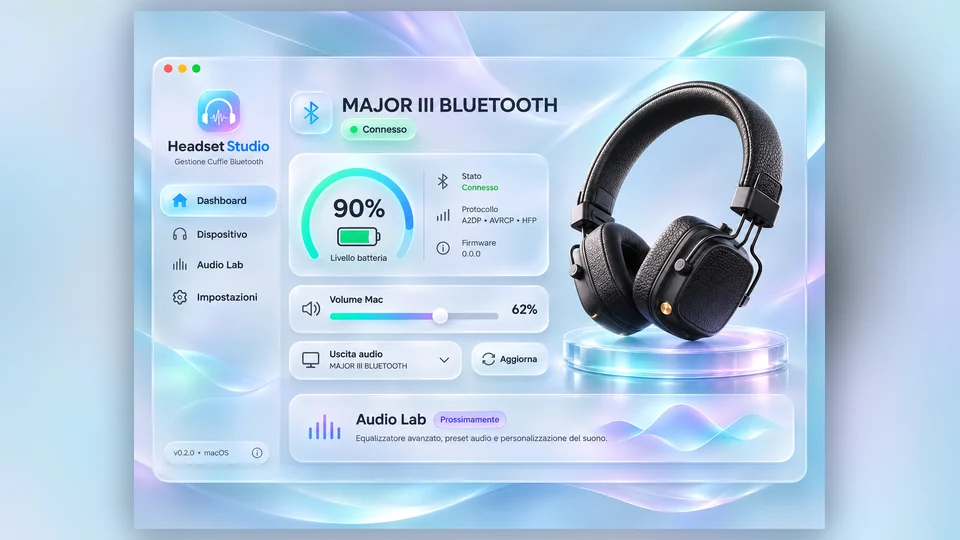 Headset Studio
Gestione Cuffie Bluetooth
Dashboard
Dispositivo
Audio Lab
Impostazioni
v0.2.0 • macOS
MAJOR III BLUETOOTH
Connesso
90%
Livello batteria
Stato
Connesso
Protocollo
A2DP • AVRCP • HFP
Firmware
0.0.0
Volume Mac
62%
Uscita audio
MAJOR III BLUETOOTH
Aggiorna
Audio Lab Prossimamente
Equalizzatore avanzato, preset audio e personalizzazione del suono.